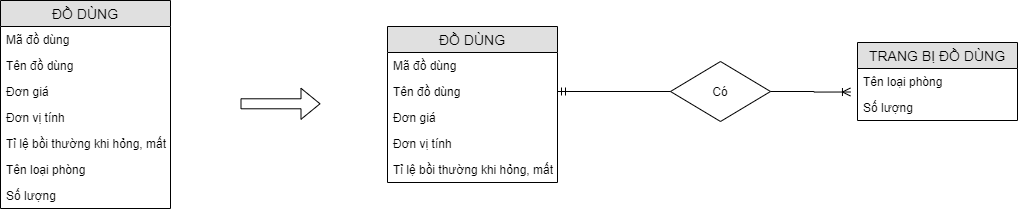 ĐỒ DÙNG
Mã đồ dùng
Tên đồ dùng
Đơn giá
Đơn vị tính
Tỉ lệ bồi thường khi hỏng, mất
Tên loại phòng
Số lượng
ĐỒ DÙNG
Mã đồ dùng
Tên đồ dùng
Đơn giá
Đơn vị tính
Tỉ lệ bồi thường khi hỏng, mất
Có
TRANG BỊ ĐỒ DÙNG
Tên loại phòng
Số lượng